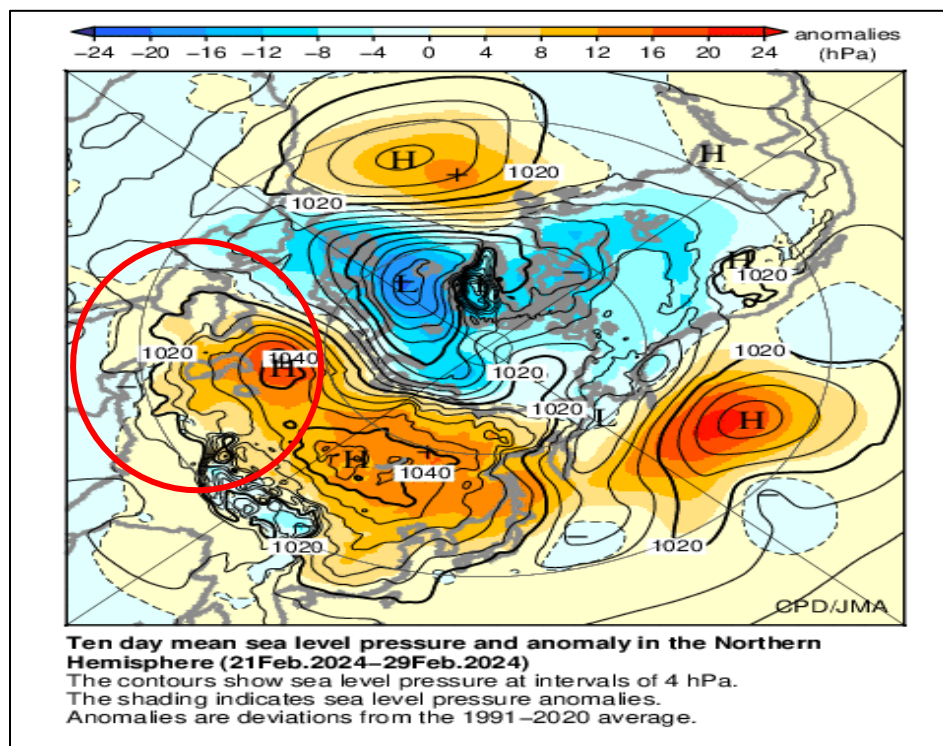 −24 −20 −16 −12 −8 −4 0 4 8 12 16 20 24 anomalies
(hPa)
H
+
1020
1020
H
L
H
1020
−
1020
1040
H
−
1020
1020
1020
L
H
H
+
1040
1020
−
1020
CPD/JMA
Ten day mean sea level pressure and anomaly in the Northern
Hemisphere (21Feb.2024−29Feb.2024)
The contours show sea level pressure at intervals of 4 hPa.
The shading indicates sea level pressure anomalies.
Anomalies are deviations from the 1991−2020 average.